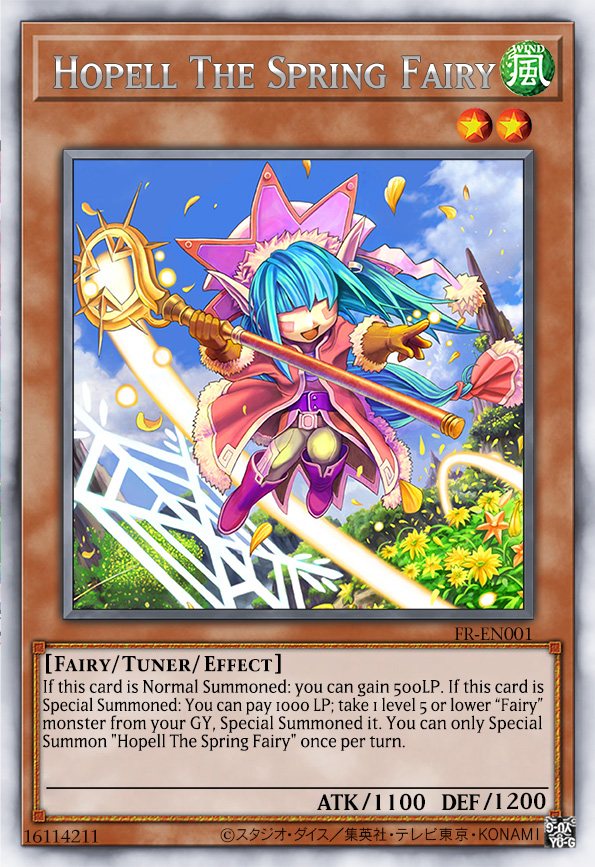 HOPELL THE SPRING FAIRY
WIND
風
FR-EN001
[FAIRY/TUNER/EFFECT]
If this card is Normal Summoned: you can gain 500LP. If this card is
Special Summoned: You can pay 1000 LP; take 1 level 5 or lower “Fairy”
monster from your GY, Special Summoned it. You can only Special
Summon "Hopell The Spring Fairy" once per turn.
ATK/1100 DEF/1200
16114211
©スタジオ・ダイス／集英社・テレビ東京・KONAMI